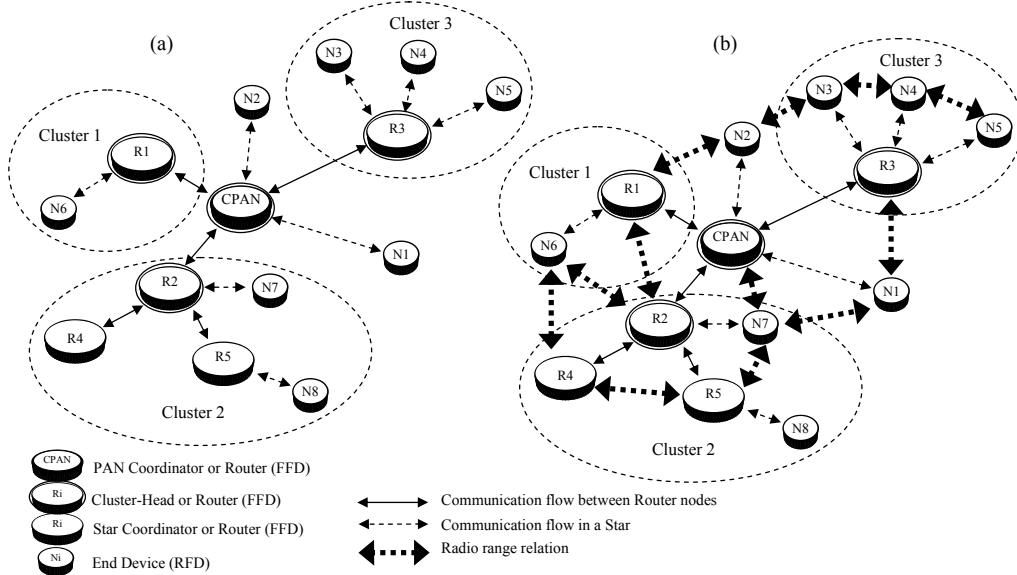 (a)
Cluster 3
N3
N4
N5
N2
R3
Cluster 1
R1
N6
CPAN
N1
R2
N7
R4
R5
N8
Cluster 2
(b)
Cluster 3
N3
N4
N5
N2
R3
Cluster 1
R1
N6
CPAN
N1
R2
N7
R4
R5
N8
Cluster 2
CPAN PAN Coordinator or Router (FFD)
Ri Cluster-Head or Router (FFD)
Ri Star Coordinator or Router (FFD)
Ni End Device (RFD)
Communication flow between Router nodes
Communication flow in a Star
Radio range relation